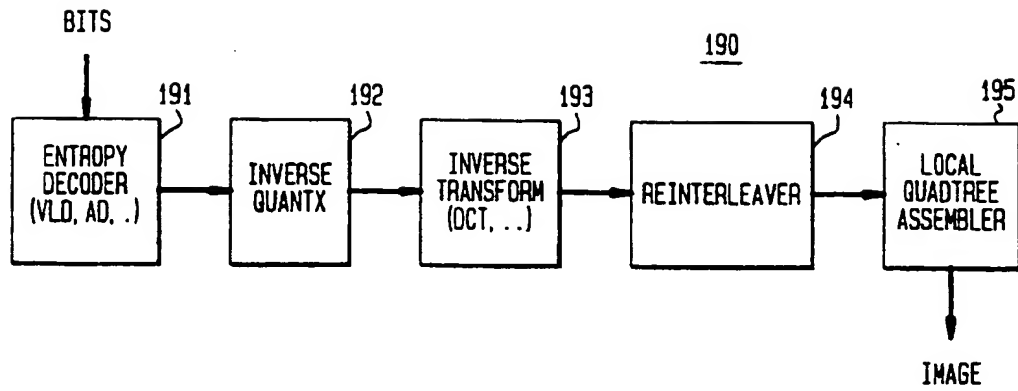 BITS
190
191
192
193
194
195
ENTROPY
DECODER
(VLD, AD, .)
INVERSE
QUANTX
INVERSE
TRANSFORM
(DCT, ..)
REINTERLEAVER
LOCAL
QUADTREE
ASSEMBLER
IMAGE